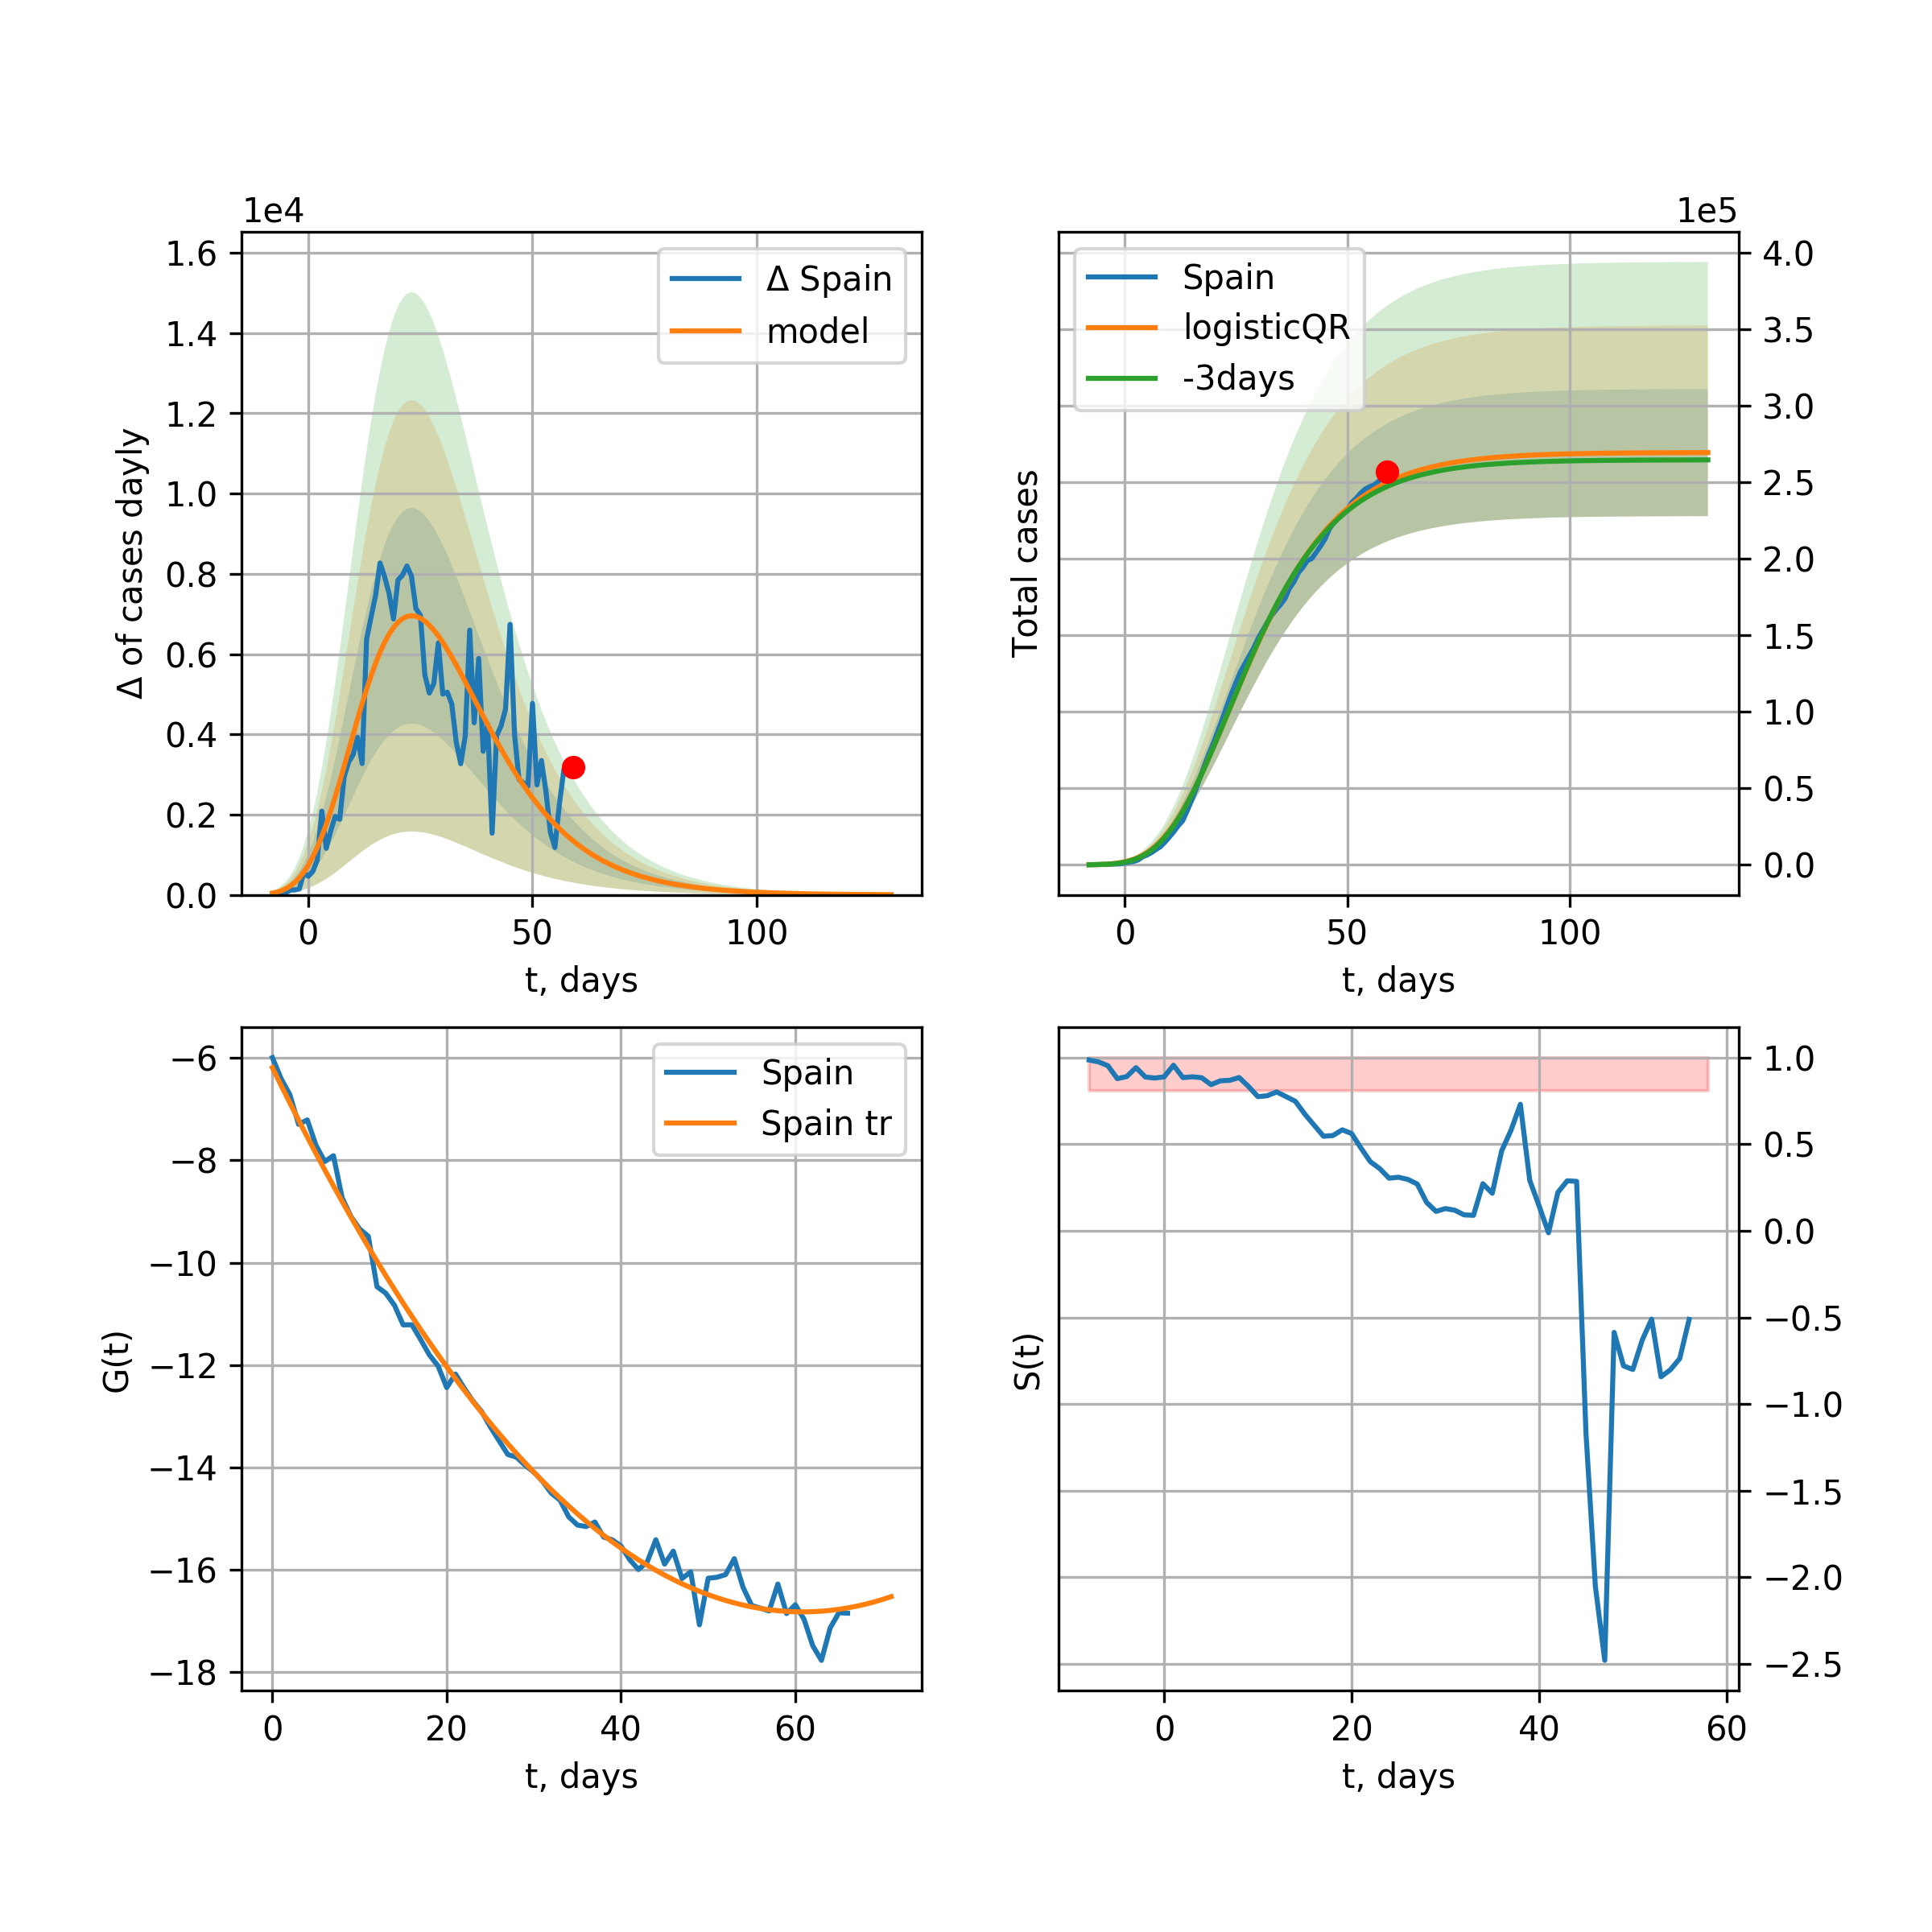 1e4
Δ of cases dayly
1.6
1.4
1.2
1.0
0.8
0.6
0.4
0.2
0.0
Δ Spain
model
0
50
100
t, days
1e5
Total cases
Spain
logisticQR
-3days
4.0
3.5
3.0
2.5
2.0
1.5
1.0
0.5
0.0
0
50
100
t, days
G(t)
−6
−8
−10
−12
−14
−16
−18
Spain
Spain tr
0
20
40
60
t, days
S(t)
1.0
0.5
0.0
−0.5
−1.0
−1.5
−2.0
−2.5
0
20
40
60
t, days